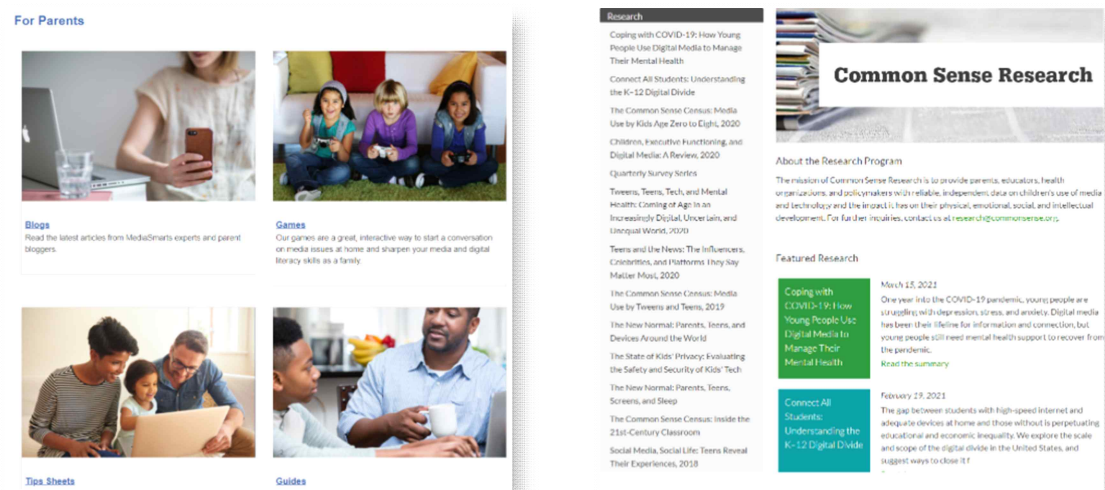 For Parents
Blogs
Read the latest articles from MediaSmarts experts and parent
bloggers.
Games
Our games are a great, interactive way to start a conversation
on media issues at home and sharpen your media and digital
literacy skills as a family.
Tips Sheets
Guides
Research
Coping with COVID-19: How Young
People Use Digital Media to Manage
Their Mental Health
Connect All Students: Understanding
the K–12 Digital Divide
The Common Sense Census: Media
Use by Kids Age Zero to Eight, 2020
Children, Executive Functioning, and
Digital Media: A Review, 2020
Quarterly Survey Series
Tweens, Teens, Tech, and Mental
Health: Coming of Age in an
Increasingly Digital, Uncertain, and
Unequal World, 2020
Teens and the News: The Influencers,
Celebrities, and Platforms They Say
Matter Most, 2020
The Common Sense Census: Media
Use by Tweens and Teens, 2019
The New Normal: Parents, Teens, and
Devices Around the World
The State of Kids' Privacy: Evaluating
the Safety and Security of Kids' Tech
The New Normal: Parents, Teens,
Screens, and Sleep
The Common Sense Census: Inside the
21st-Century Classroom
Social Media, Social Life: Teens Reveal
Their Experiences, 2018
Common Sense Research
About the Research Program
The mission of Common Sense Research is to provide parents, educators, health
organizations, and policymakers with reliable, independent data on children's use of media
and technology and the impact it has on their physical, emotional, social, and intellectual
development. For further inquiries, contact us at research@commonsense.org.
Featured Research
Coping with
COVID-19: How
Young People Use
Digital Media to
Manage Their
Mental Health
March 15, 2021
One year into the COVID-19 pandemic, young people are
struggling with depression, stress, and anxiety. Digital media
has been their lifeline for information and connection, but
young people still need mental health support to recover from
the pandemic.
Read the summary
Connect All
Students:
Understanding the
K–12 Digital Divide
February 19, 2021
The gap between students with high-speed internet and
adequate devices at home and those without is perpetuating
educational and economic inequality. We explore the scale
and scope of the digital divide in the United States, and
suggest ways to close it f